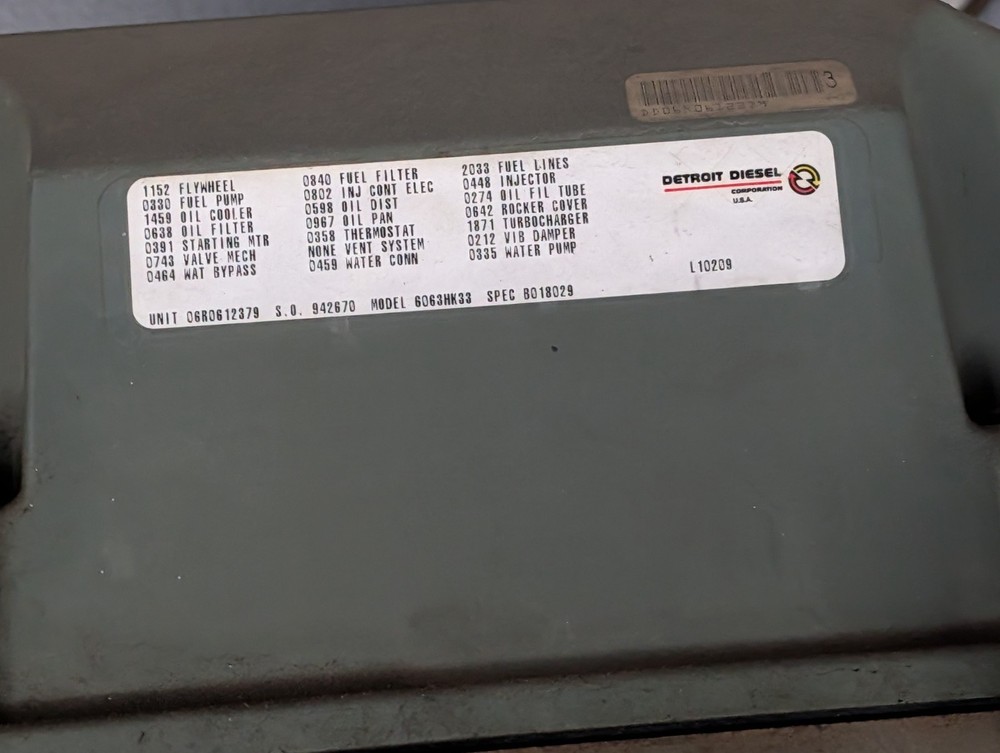 3
1152 FLYWHEEL
0330 FUEL PUMP
1459 OIL COOLER
0638 OIL FILTER
0391 STARTING MTR
0743 VALVE MECH
0464 WAT BYPASS
0840 FUEL FILTER
0802 INJ CONT ELEC
0598 OIL DIST
0967 OIL PAN
0358 THERMOSTAT
NONE VENT SYSTEM
0459 WATER CONN
2033 FUEL LINES
0448 INJECTOR
0274 OIL FIL TUBE
0642 ROCKER COVER
1871 TURBOCHARGER
0212 VIB DAMPER
0335 WATER PUMP
DETROIT DIESEL
CORPORATION
U.S.A.
L10209
UNIT 06R0612379 S.O. 942670 MODEL 6063HK33 SPEC B018029